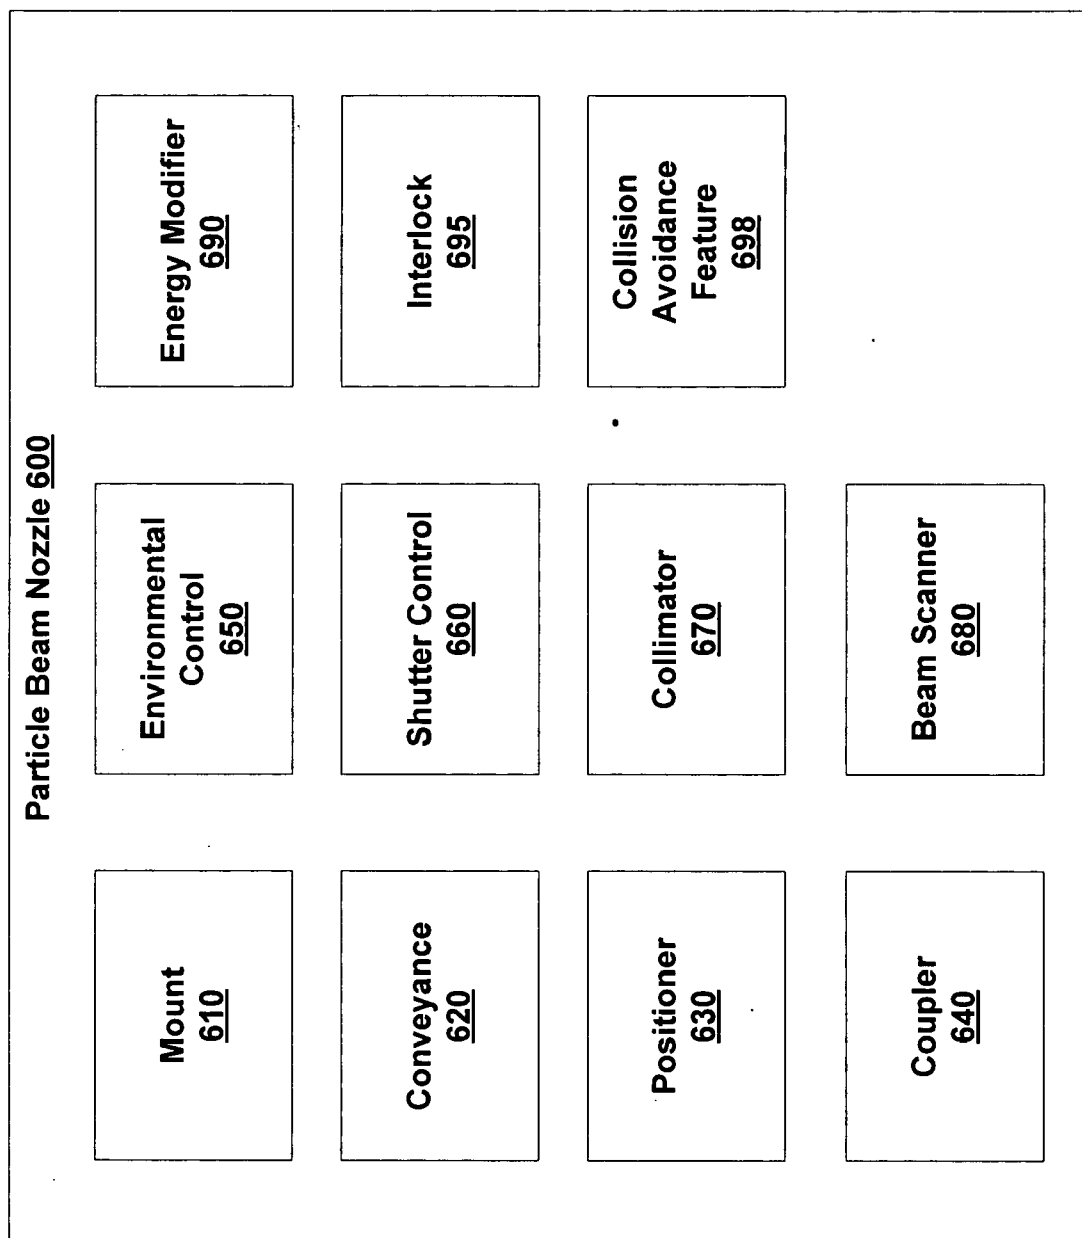 Particle Beam Nozzle 600
Mount
610
Conveyance
620
Positioner
630
Coupler
640
Environmental
Control
650
Shutter Control
660
Collimator
670
Beam Scanner
680
Energy Modifier
690
Interlock
695
Collision
Avoidance
Feature
698